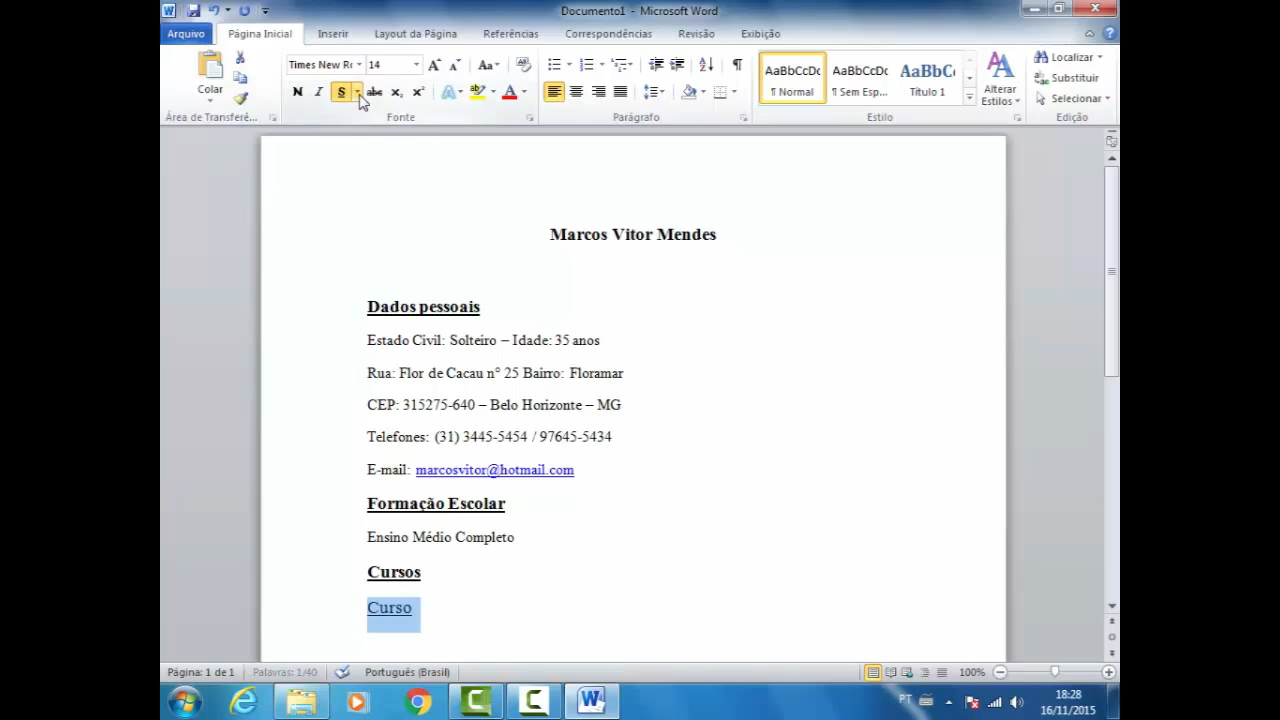 Documento1 - Microsoft Word
Arquivo Página Inicial Inserir Layout da Página Referências Correspondências Revisão Exibição
Colar
Times New Ro 14 Aa
N I S abc x₂ x² A ab A
AaBbCcDc AaBbCcDc AaBbC
¶ Normal ¶ Sem Esp... Título 1
Alterar Estilos
Localizar
Substituir
Selecionar
Área de Transferê... Fonte Parágrafo Estilo Edição
Marcos Vitor Mendes
Dados pessoais
Estado Civil: Solteiro – Idade: 35 anos
Rua: Flor de Cacau n° 25 Bairro: Floramar
CEP: 315275-640 – Belo Horizonte – MG
Telefones: (31) 3445-5454 / 97645-5434
E-mail: marcosvitor@hotmail.com
Formação Escolar
Ensino Médio Completo
Cursos
Curso
Página: 1 de 1 Palavras: 1/40 Português (Brasil) 100%
PT 18:28
16/11/2015